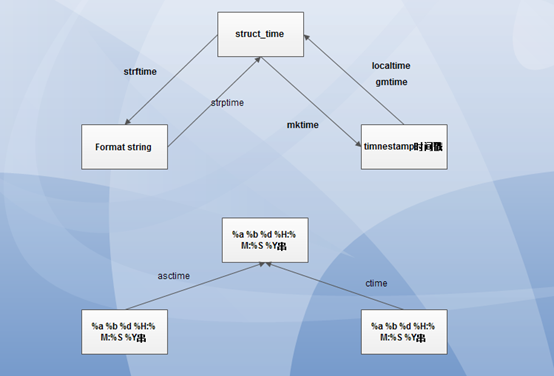 struct_time
strftime
localtime
gmtime
strptime
mktime
Format string
timnestamp时间戳
%a %b %d %H:%
M:%S %Y串
asctime
ctime
%a %b %d %H:%
M:%S %Y串
%a %b %d %H:%
M:%S %Y串